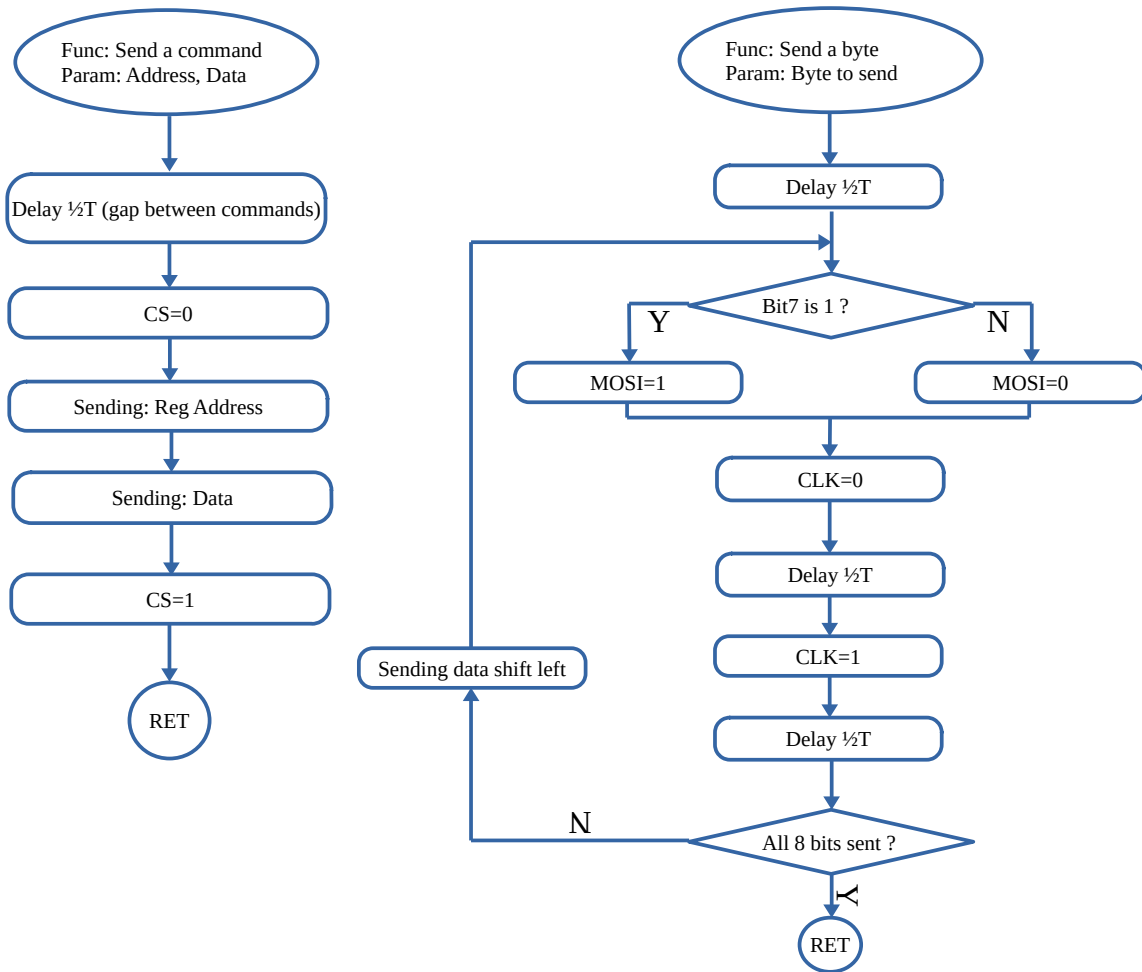 Func: Send a command
Param: Address, Data
Delay ½T (gap between commands)
CS=0
Sending: Reg Address
Sending: Data
CS=1
RET
Func: Send a byte
Param: Byte to send
Delay ½T
Bit7 is 1 ?
Y
N
MOSI=1
MOSI=0
CLK=0
Delay ½T
CLK=1
Sending data shift left
Delay ½T
N
All 8 bits sent ?
Y
RET